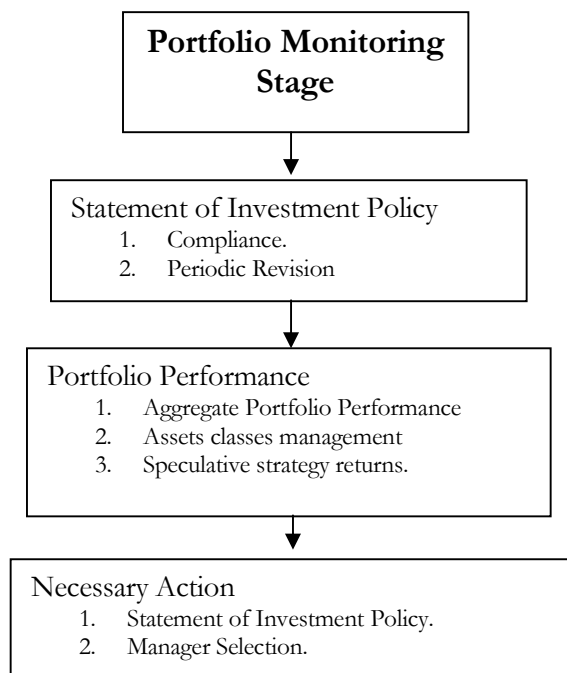 Portfolio Monitoring
Stage
Statement of Investment Policy
1. Compliance.
2. Periodic Revision
Portfolio Performance
1. Aggregate Portfolio Performance
2. Assets classes management
3. Speculative strategy returns.
Necessary Action
1. Statement of Investment Policy.
2. Manager Selection.